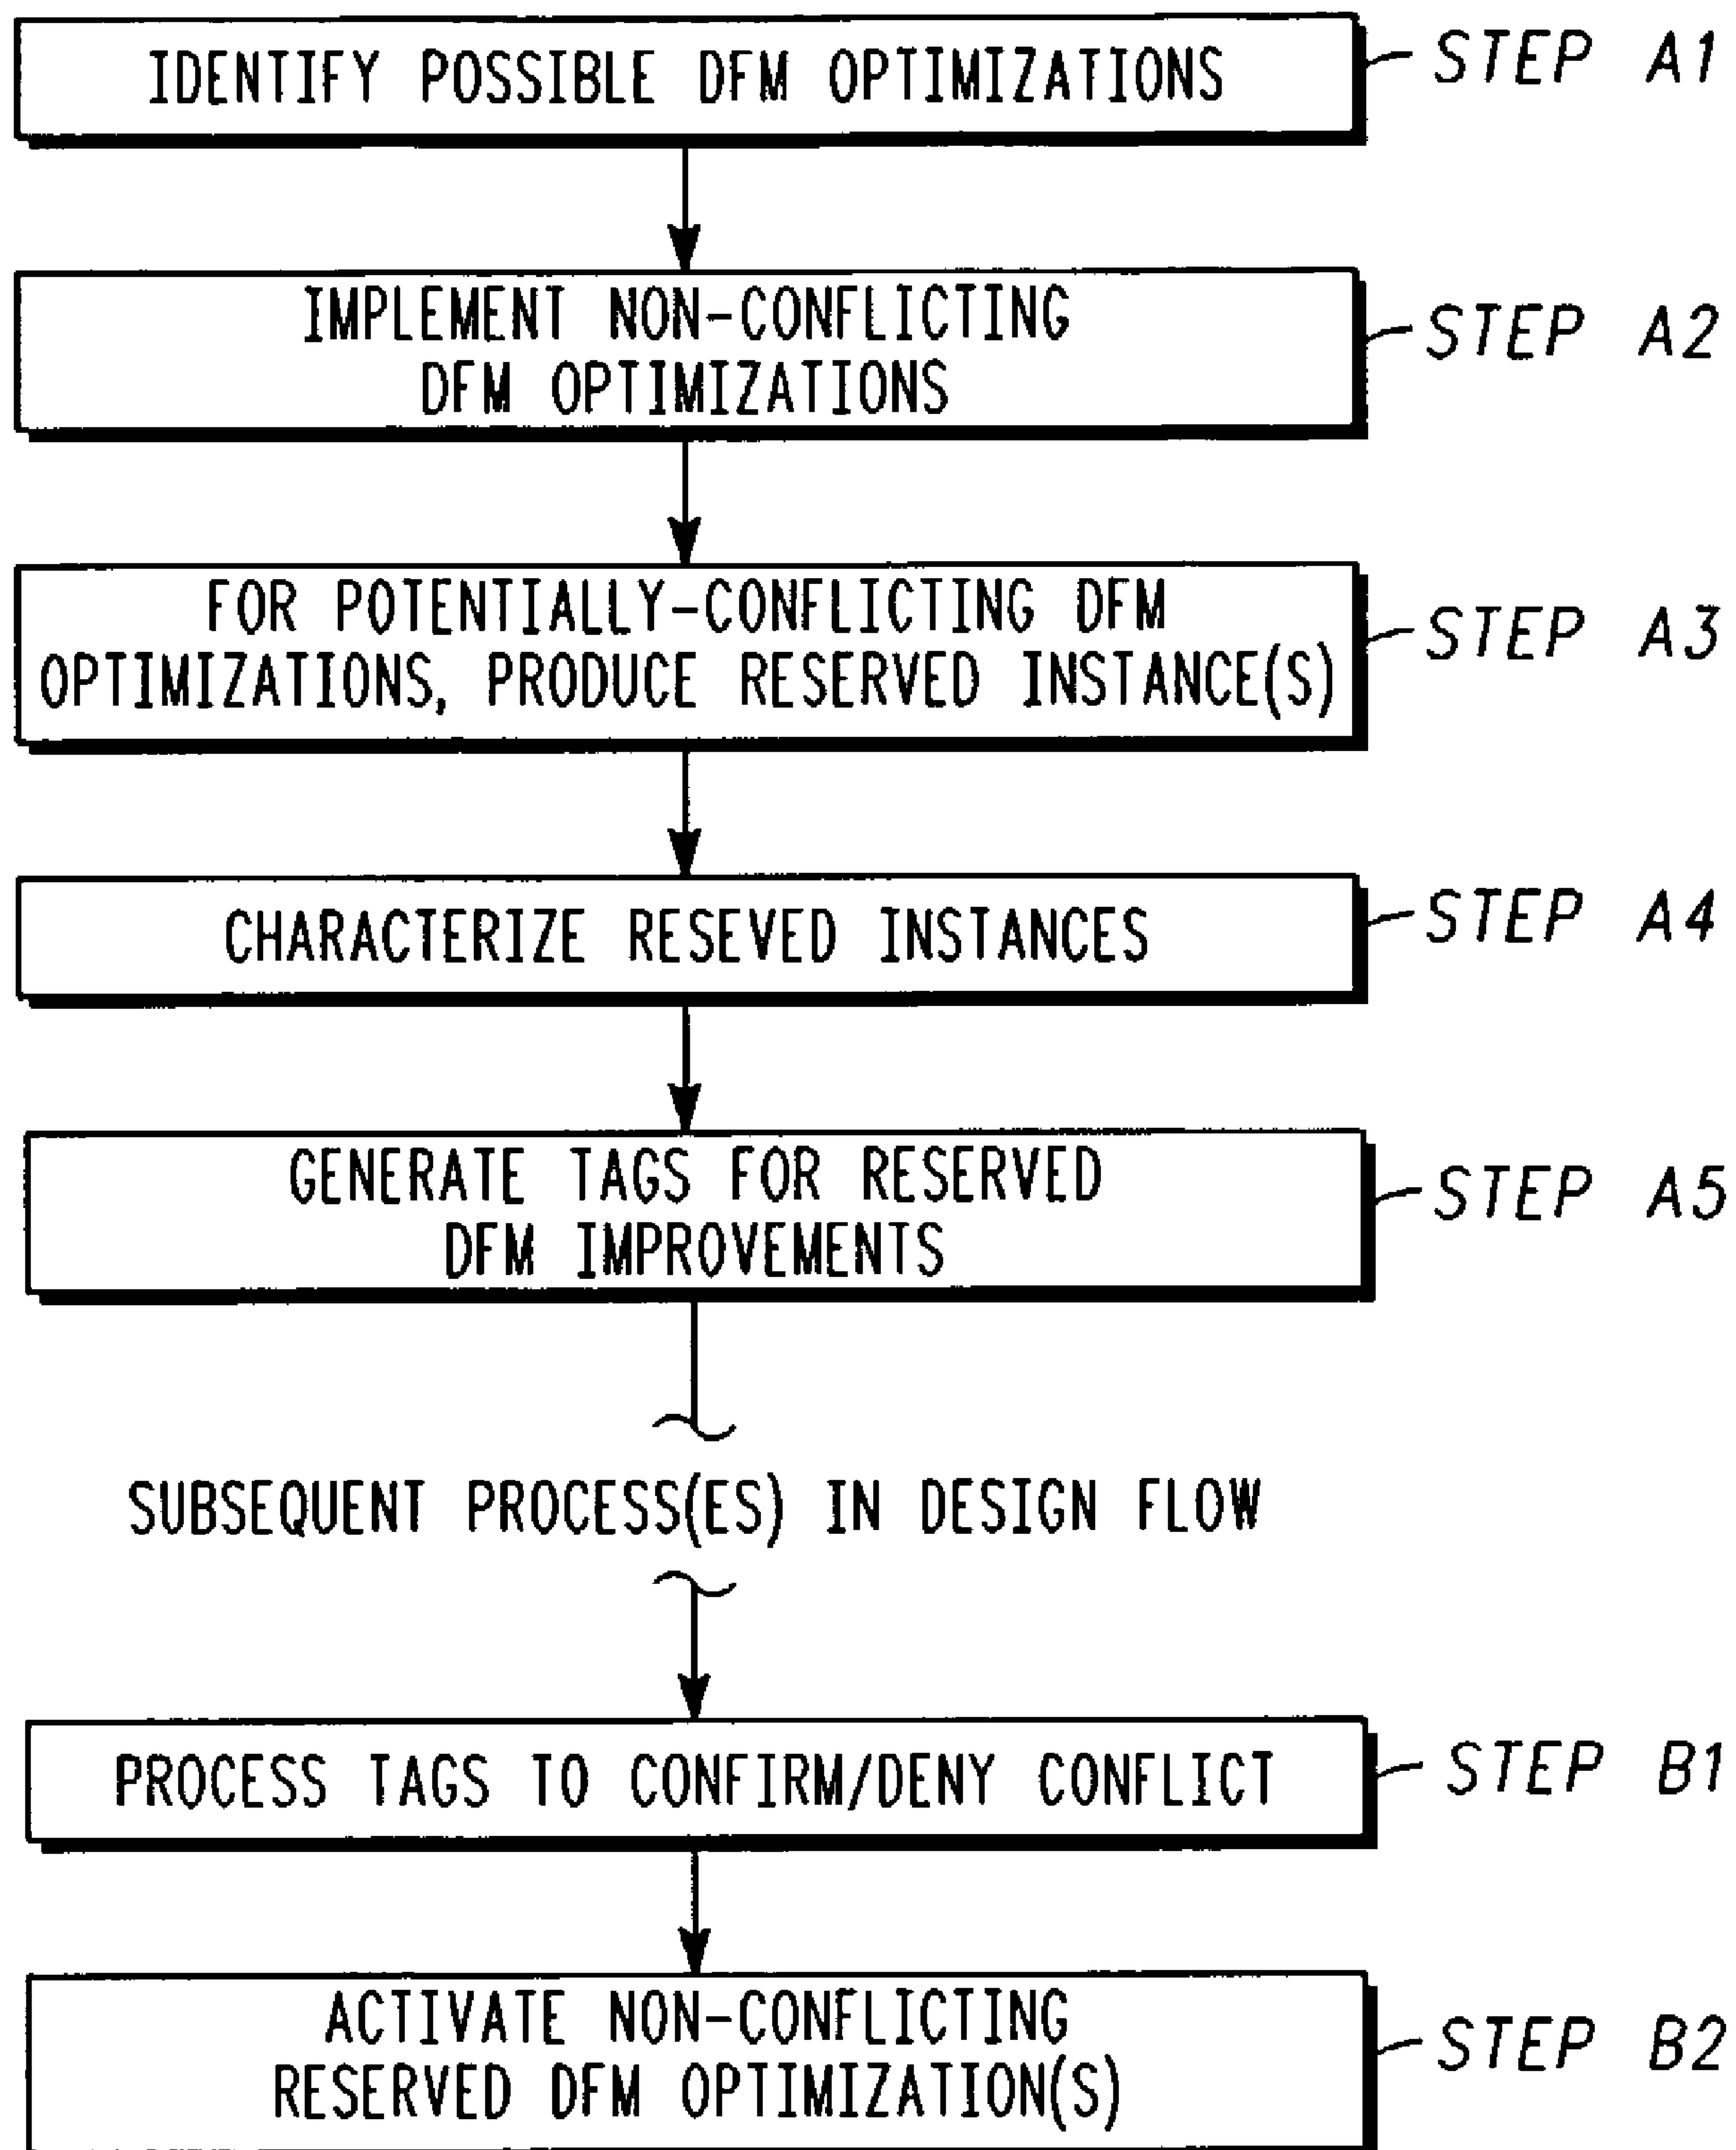 IDENTIFY POSSIBLE DFM OPTIMIZATIONS
STEP A1
IMPLEMENT NON-CONFLICTING
DFM OPTIMIZATIONS
STEP A2
FOR POTENTIALLY-CONFLICTING DFM
OPTIMIZATIONS, PRODUCE RESERVED INSTANCE(S)
STEP A3
CHARACTERIZE RESEVED INSTANCES
STEP A4
GENERATE TAGS FOR RESERVED
DFM IMPROVEMENTS
STEP A5
SUBSEQUENT PROCESS(ES) IN DESIGN FLOW
PROCESS TAGS TO CONFIRM/DENY CONFLICT
STEP B1
ACTIVATE NON-CONFLICTING
RESERVED DFM OPTIMIZATION(S)
STEP B2